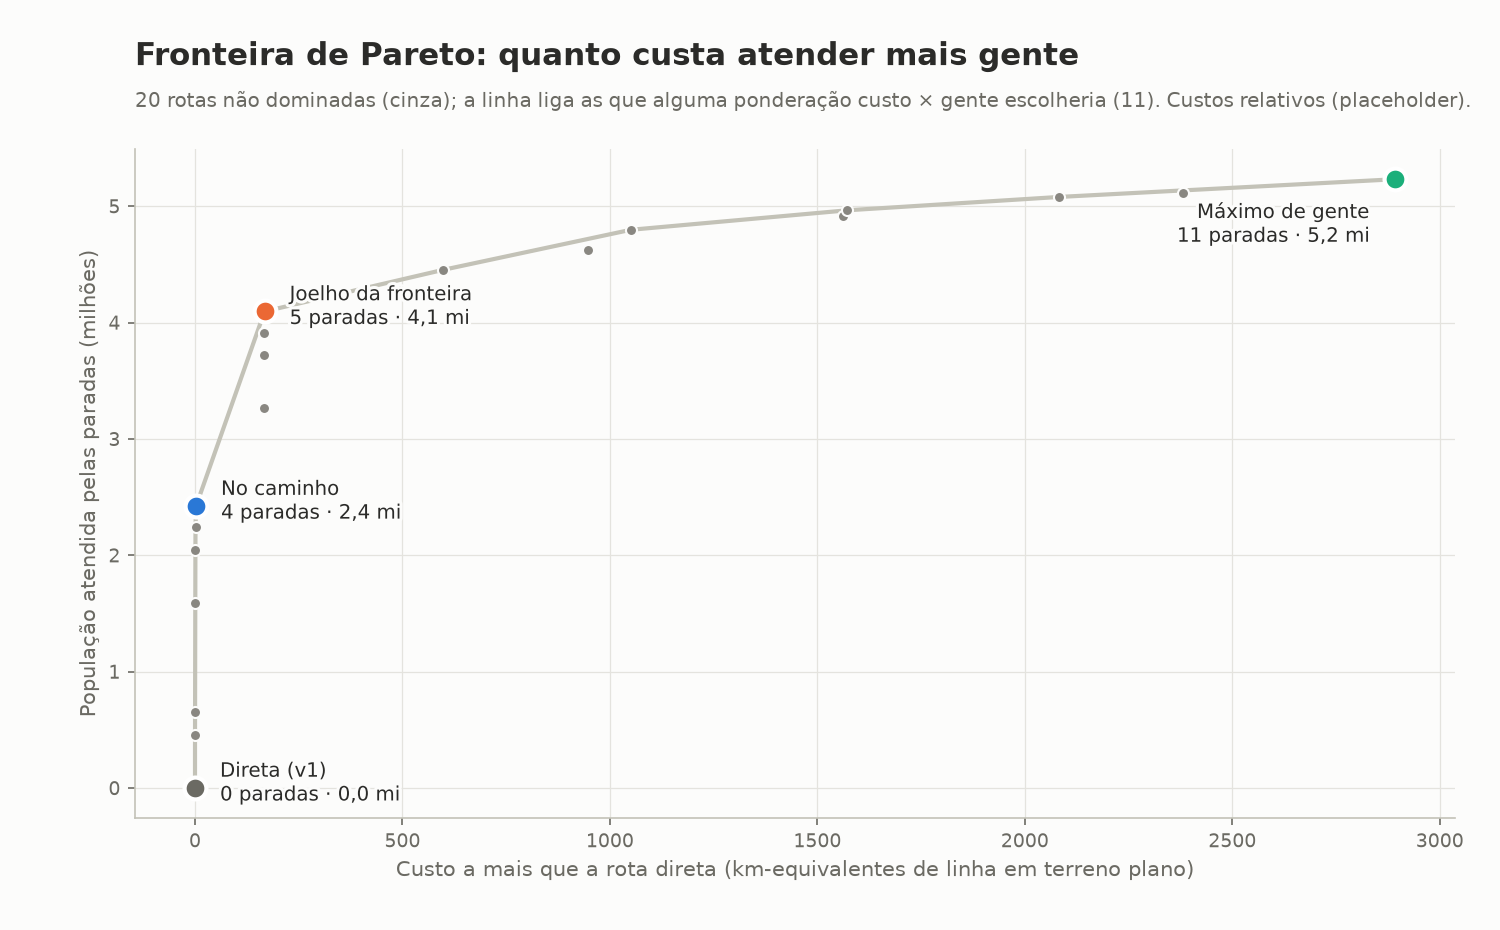 Fronteira de Pareto: quanto custa atender mais gente
20 rotas não dominadas (cinza); a linha liga as que alguma ponderação custo × gente escolheria (11). Custos relativos (placeholder).
População atendida pelas paradas (milhões)
5
4
3
2
1
0
Máximo de gente
11 paradas · 5,2 mi
Joelho da fronteira
5 paradas · 4,1 mi
No caminho
4 paradas · 2,4 mi
Direta (v1)
0 paradas · 0,0 mi
0
500
1000
1500
2000
2500
3000
Custo a mais que a rota direta (km-equivalentes de linha em terreno plano)